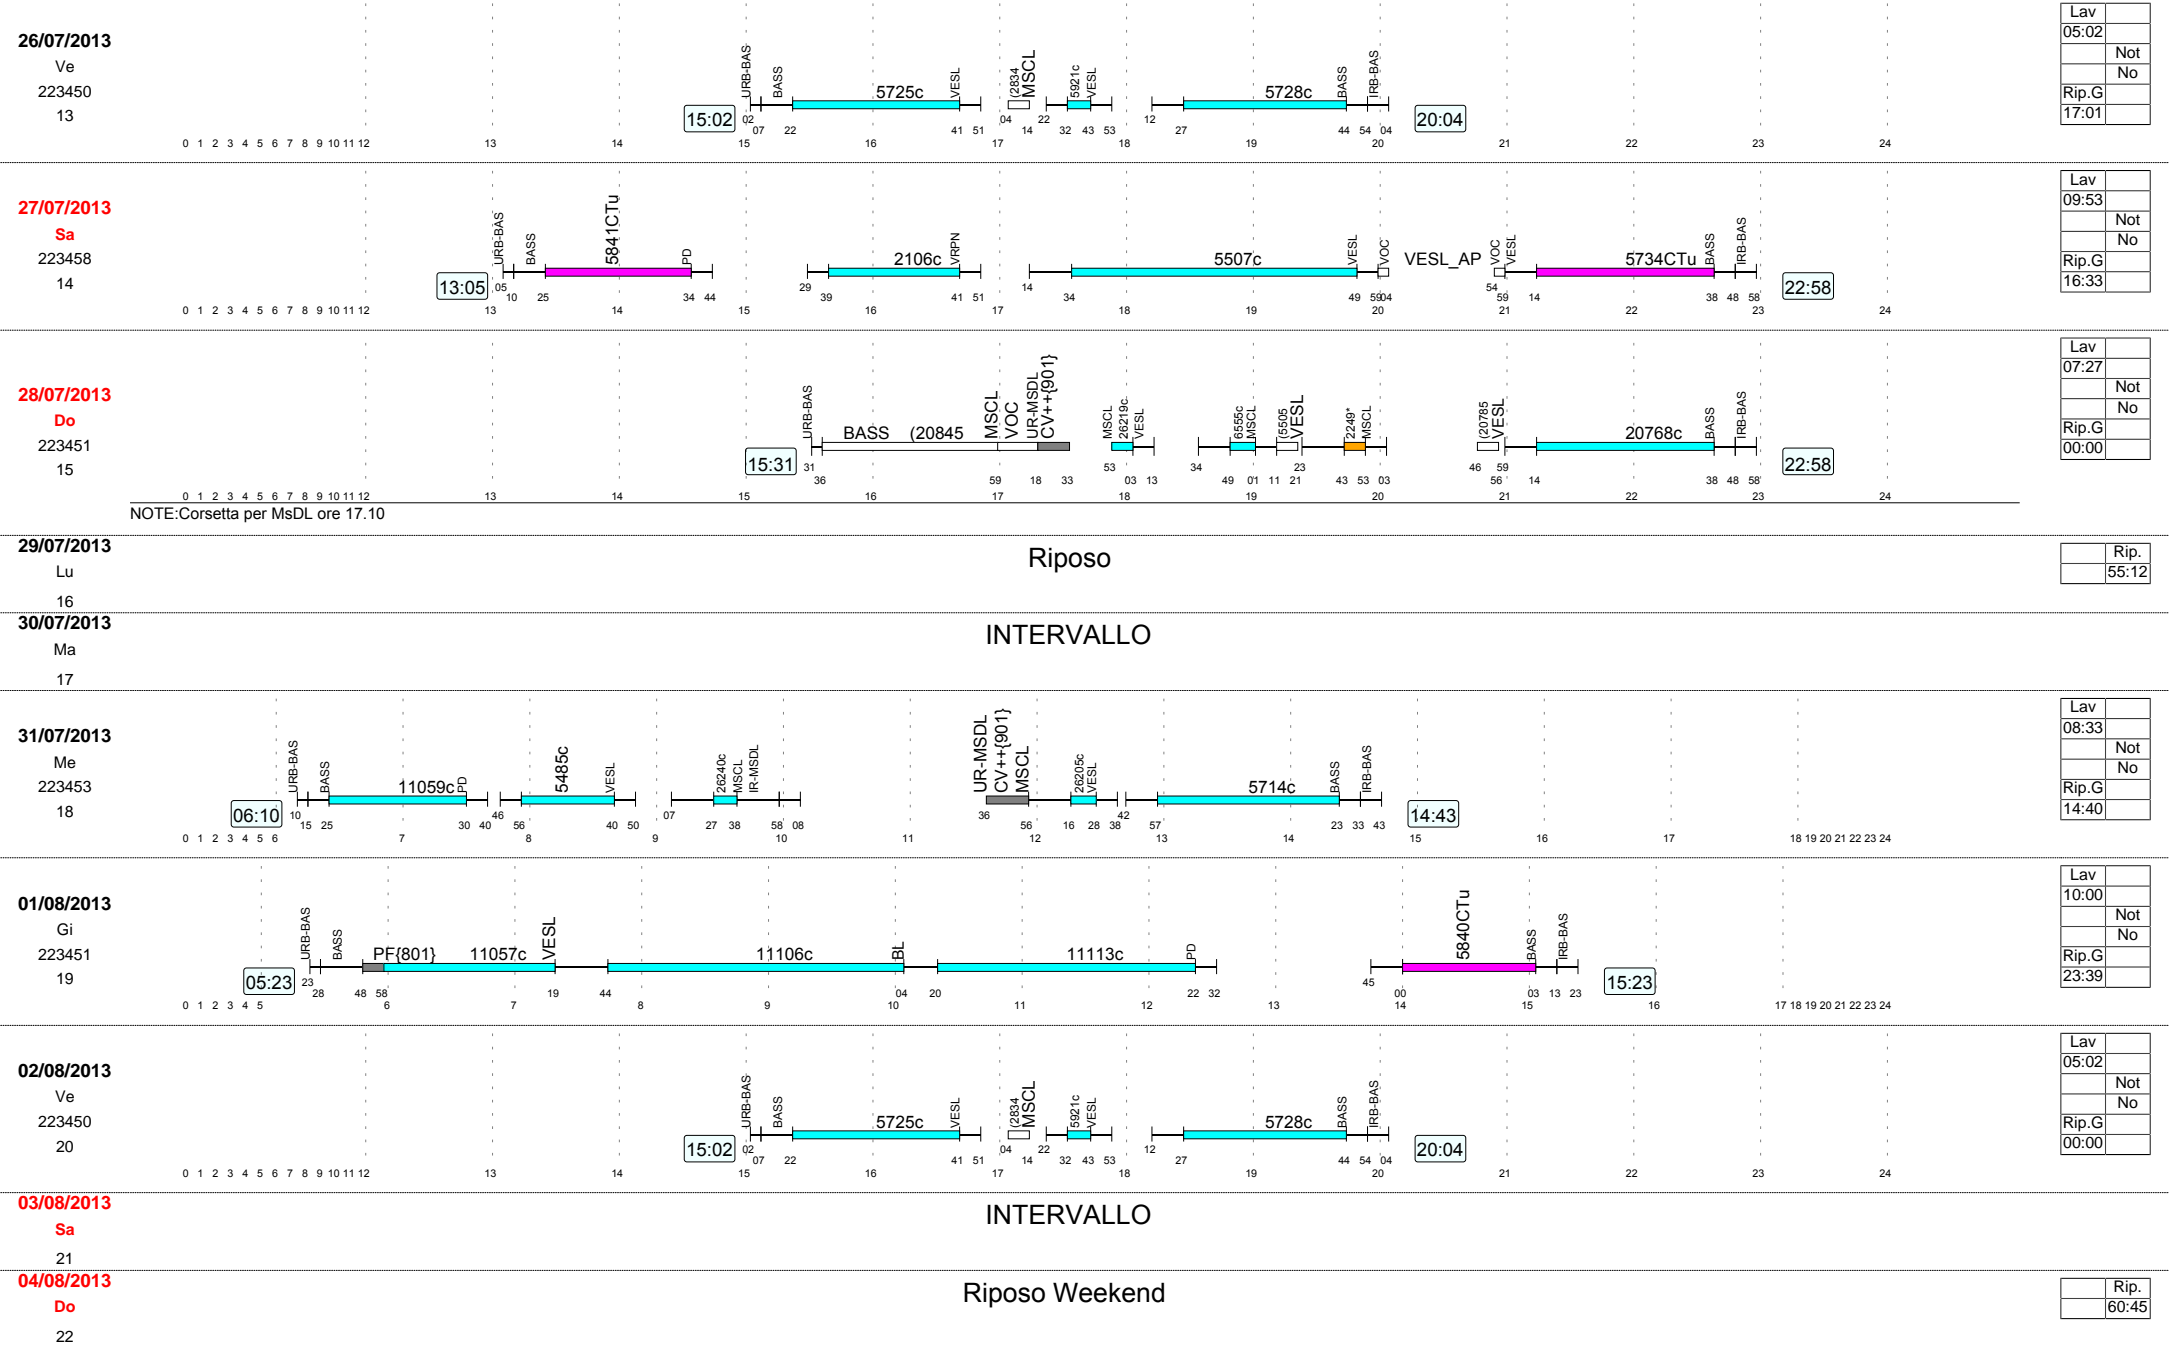 26/07/2013
Ve
223450
13
15:02
URB-BAS
BASS
5725c
VESL
(2834
MSCL
5921c
VESL
5728c
BASS
IRB-BAS
20:04
02 07 22 41 51 04 14 22 32 43 53 12 27 44 54 04
0 1 2 3 4 5 6 7 8 9 10 11 12 13 14 15 16 17 18 19 20 21 22 23 24
Lav
05:02
Not
No
Rip.G
17:01
27/07/2013
Sa
223458
14
13:05
URB-BAS
BASS
5841CTu
PD
2106c
VRPN
5507c
VESL
VOC
VESL_AP
VOC
VESL
5734CTu
BASS
IRB-BAS
22:58
05 10 25 34 44 29 39 41 51 14 34 49 59 04 54 59 14 38 48 58
0 1 2 3 4 5 6 7 8 9 10 11 12 13 14 15 16 17 18 19 20 21 22 23 24
Lav
09:53
Not
No
Rip.G
16:33
28/07/2013
Do
223451
15
15:31
URB-BAS
BASS (20845
MSCL
VOC
UR-MSDL
CV++{901}
MSCL
26219c
VESL
6555c
MSCL
(5505
VESL
2249*
MSCL
(20785
VESL
20768c
BASS
IRB-BAS
22:58
31 36 59 18 33 53 03 13 34 49 01 11 21 23 43 53 03 46 56 59 14 38 48 58
0 1 2 3 4 5 6 7 8 9 10 11 12 13 14 15 16 17 18 19 20 21 22 23 24
NOTE:Corsetta per MsDL ore 17.10
Lav
07:27
Not
No
Rip.G
00:00
29/07/2013
Lu
16
Riposo
Rip.
55:12
30/07/2013
Ma
17
INTERVALLO
31/07/2013
Me
223453
18
06:10
URB-BAS
BASS
11059c
PD
5485c
VESL
26240c
MSCL
IR-MSDL
UR-MSDL
CV++{901}
MSCL
26205c
VESL
5714c
BASS
IRB-BAS
14:43
10 15 25 30 40 46 56 40 50 07 27 38 58 08 36 56 16 28 38 42 57 23 33 43
0 1 2 3 4 5 6 7 8 9 10 11 12 13 14 15 16 17 18 19 20 21 22 23 24
Lav
08:33
Not
No
Rip.G
14:40
01/08/2013
Gi
223451
19
05:23
URB-BAS
BASS
PF{801}
11057c
VESL
11106c
BL
11113c
PD
5840CTu
BASS
IRB-BAS
15:23
23 28 48 58 19 44 04 20 22 32 45 00 03 13 23
0 1 2 3 4 5 6 7 8 9 10 11 12 13 14 15 16 17 18 19 20 21 22 23 24
Lav
10:00
Not
No
Rip.G
23:39
02/08/2013
Ve
223450
20
15:02
URB-BAS
BASS
5725c
VESL
(2834
MSCL
5921c
VESL
5728c
BASS
IRB-BAS
20:04
02 07 22 41 51 04 14 22 32 43 53 12 27 44 54 04
0 1 2 3 4 5 6 7 8 9 10 11 12 13 14 15 16 17 18 19 20 21 22 23 24
Lav
05:02
Not
No
Rip.G
00:00
03/08/2013
Sa
21
INTERVALLO
04/08/2013
Do
22
Riposo Weekend
Rip.
60:45